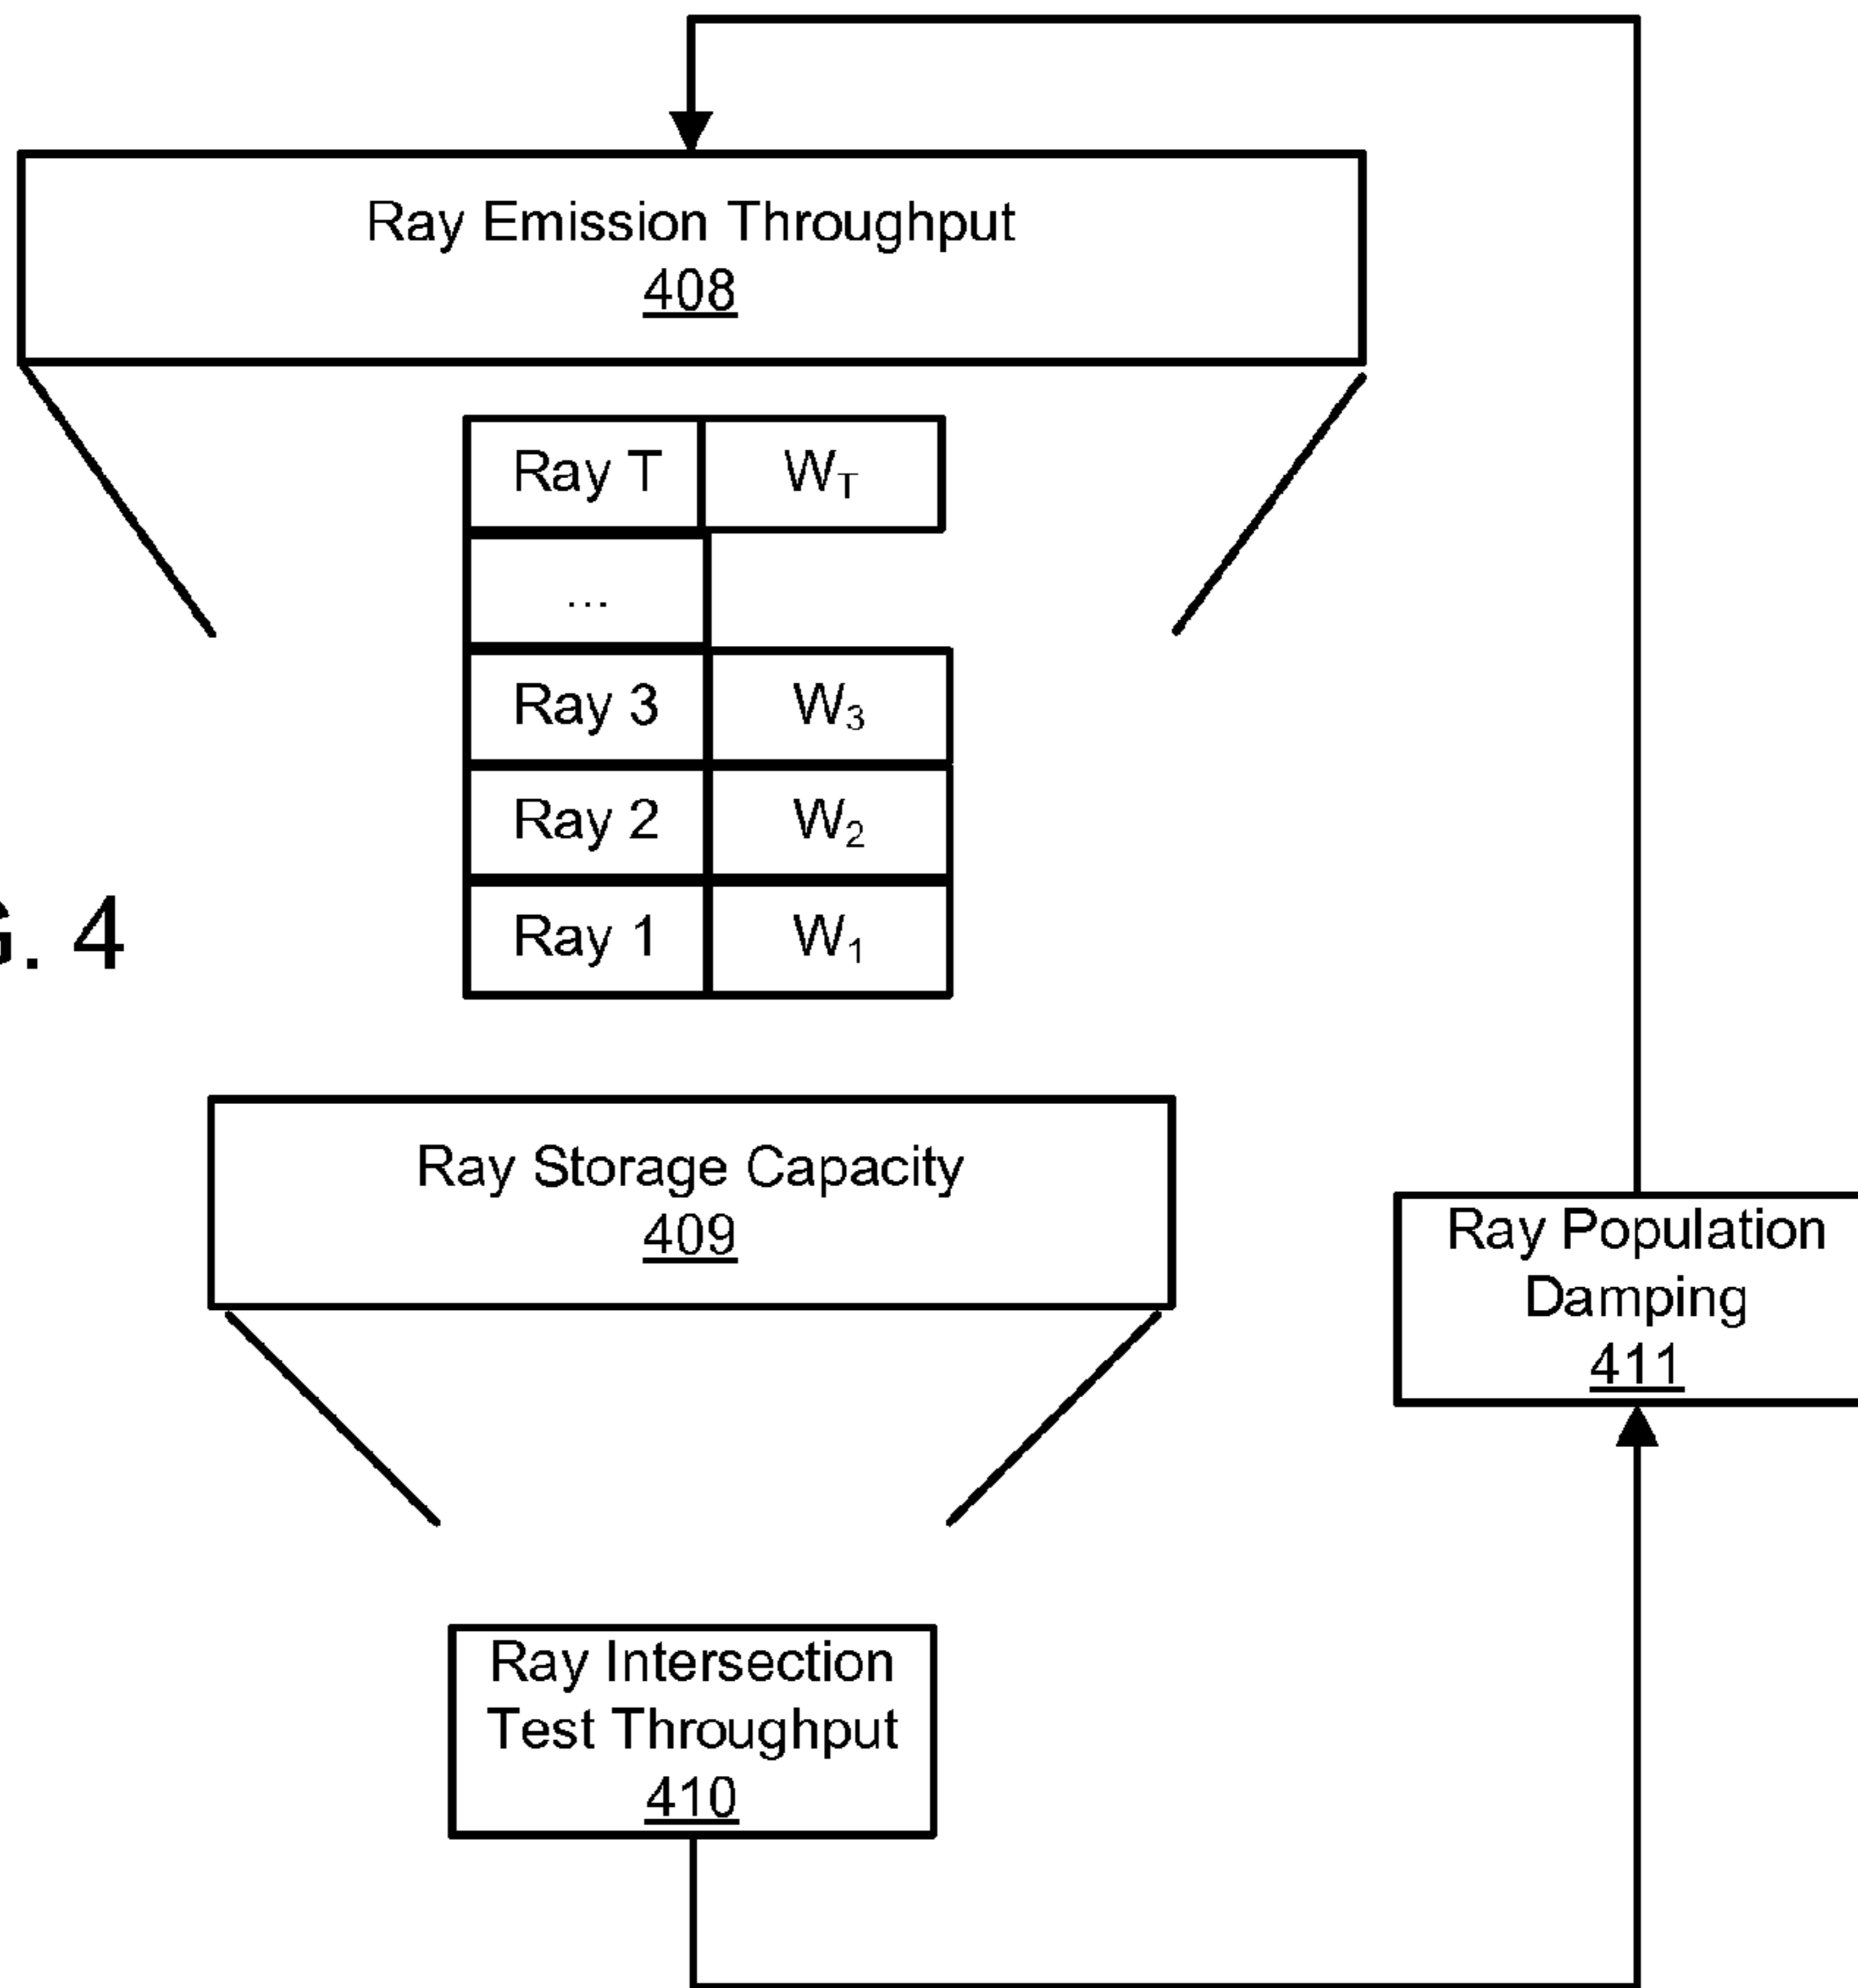 Ray Emission Throughput
408
Ray T W_T
...
Ray 3 W_3
Ray 2 W_2
Ray 1 W_1
G. 4
Ray Storage Capacity
409
Ray Population
Damping
411
Ray Intersection
Test Throughput
410